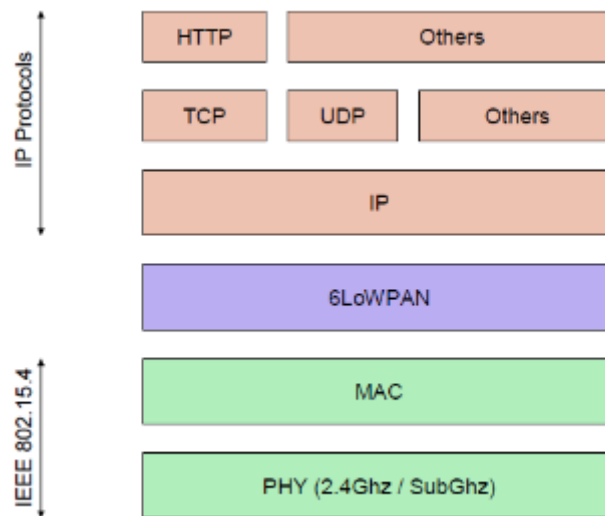 IP Protocols
HTTP
Others
TCP
UDP
Others
IP
6LoWPAN
IEEE 802.15.4
MAC
PHY (2.4Ghz / SubGhz)